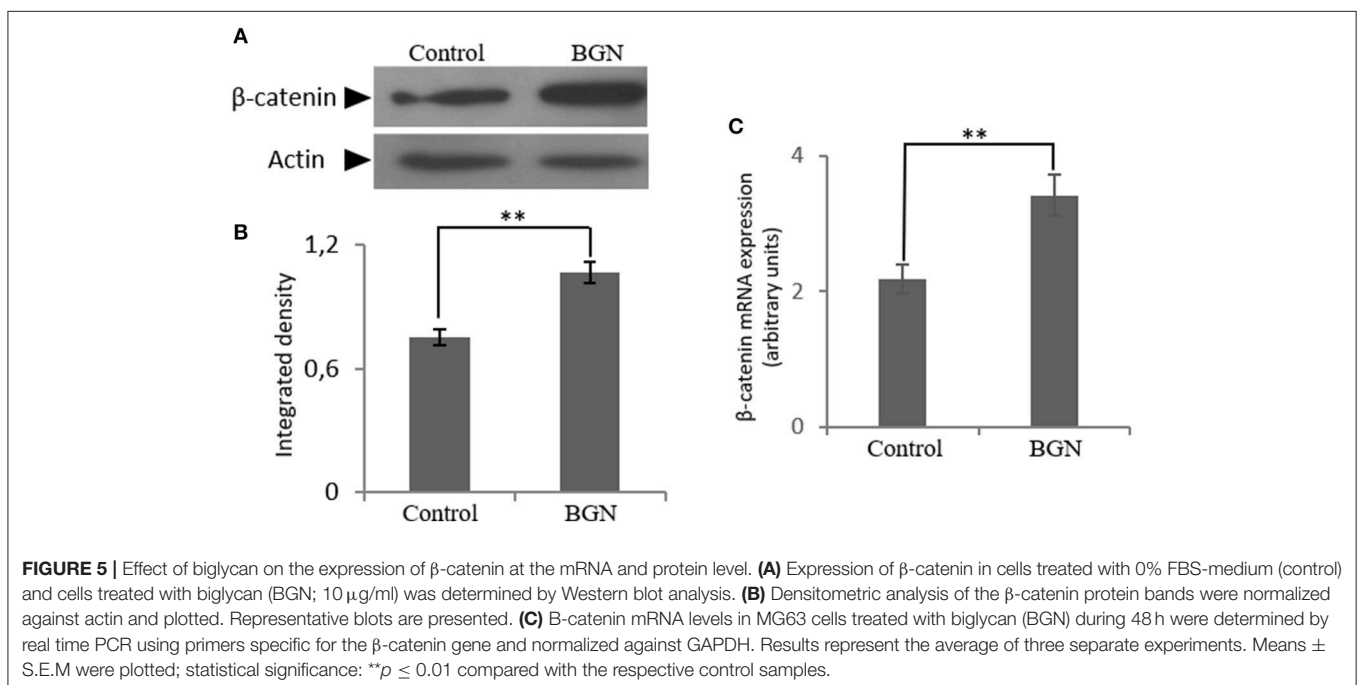 A
Control BGN
β-catenin
Actin
B
**
1,2
0,6
0
Integrated density
Control BGN
C
**
4
2
0
β-catenin mRNA expression
(arbitrary units)
Control BGN
FIGURE 5 | Effect of biglycan on the expression of β-catenin at the mRNA and protein level. (A) Expression of β-catenin in cells treated with 0% FBS-medium (control)
and cells treated with biglycan (BGN; 10 μg/ml) was determined by Western blot analysis. (B) Densitometric analysis of the β-catenin protein bands were normalized
against actin and plotted. Representative blots are presented. (C) B-catenin mRNA levels in MG63 cells treated with biglycan (BGN) during 48 h were determined by
real time PCR using primers specific for the β-catenin gene and normalized against GAPDH. Results represent the average of three separate experiments. Means ±
S.E.M were plotted; statistical significance: **p ≤ 0.01 compared with the respective control samples.